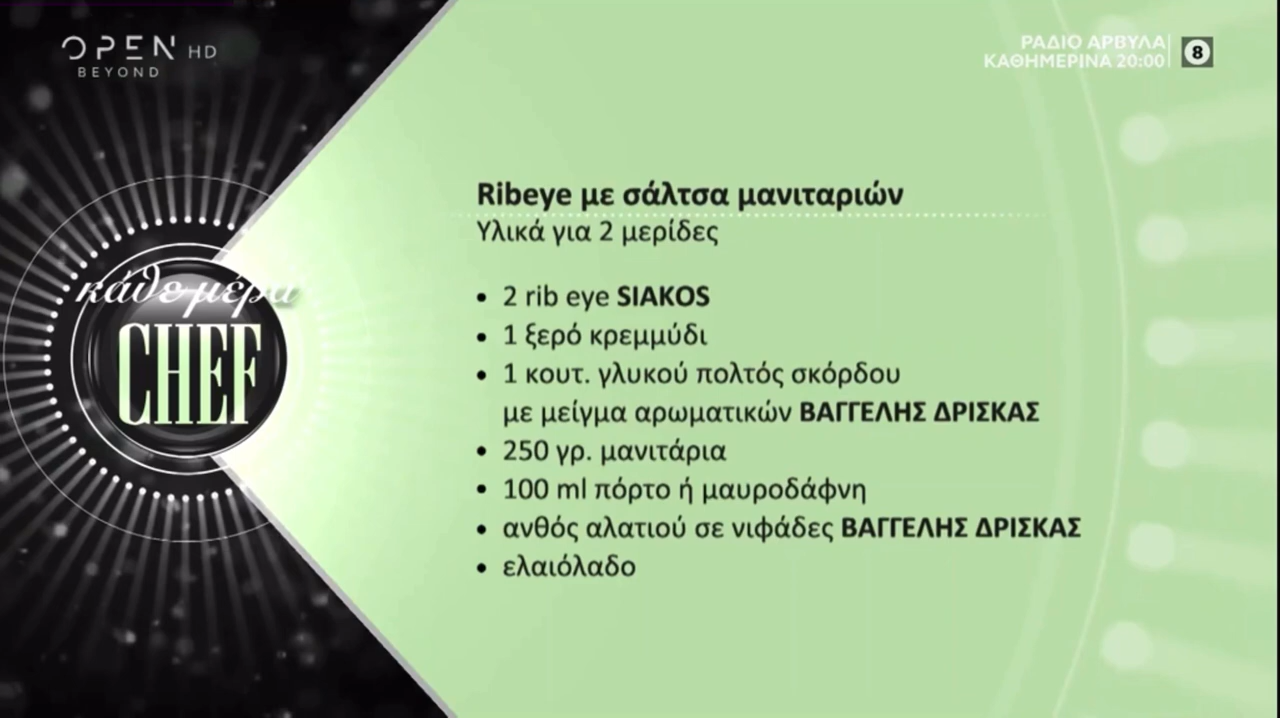 OPEN HD
BEYOND
ΡΑΔΙΟ ΑΡΒΥΛΑ
ΚΑΘΗΜΕΡΙΝΑ 20:00
8
Ribeye με σάλτσα μανιταριών
Υλικά για 2 μερίδες
• 2 rib eye SIAKOS
• 1 ξερό κρεμμύδι
• 1 κουτ. γλυκού πολτός σκόρδου
με μείγμα αρωματικών ΒΑΓΓΕΛΗΣ ΔΡΙΣΚΑΣ
• 250 γρ. μανιτάρια
• 100 ml πόρτο ή μαυροδάφνη
• ανθός αλατιού σε νιφάδες ΒΑΓΓΕΛΗΣ ΔΡΙΣΚΑΣ
• ελαιόλαδο
κάθε μέρα
CHEF